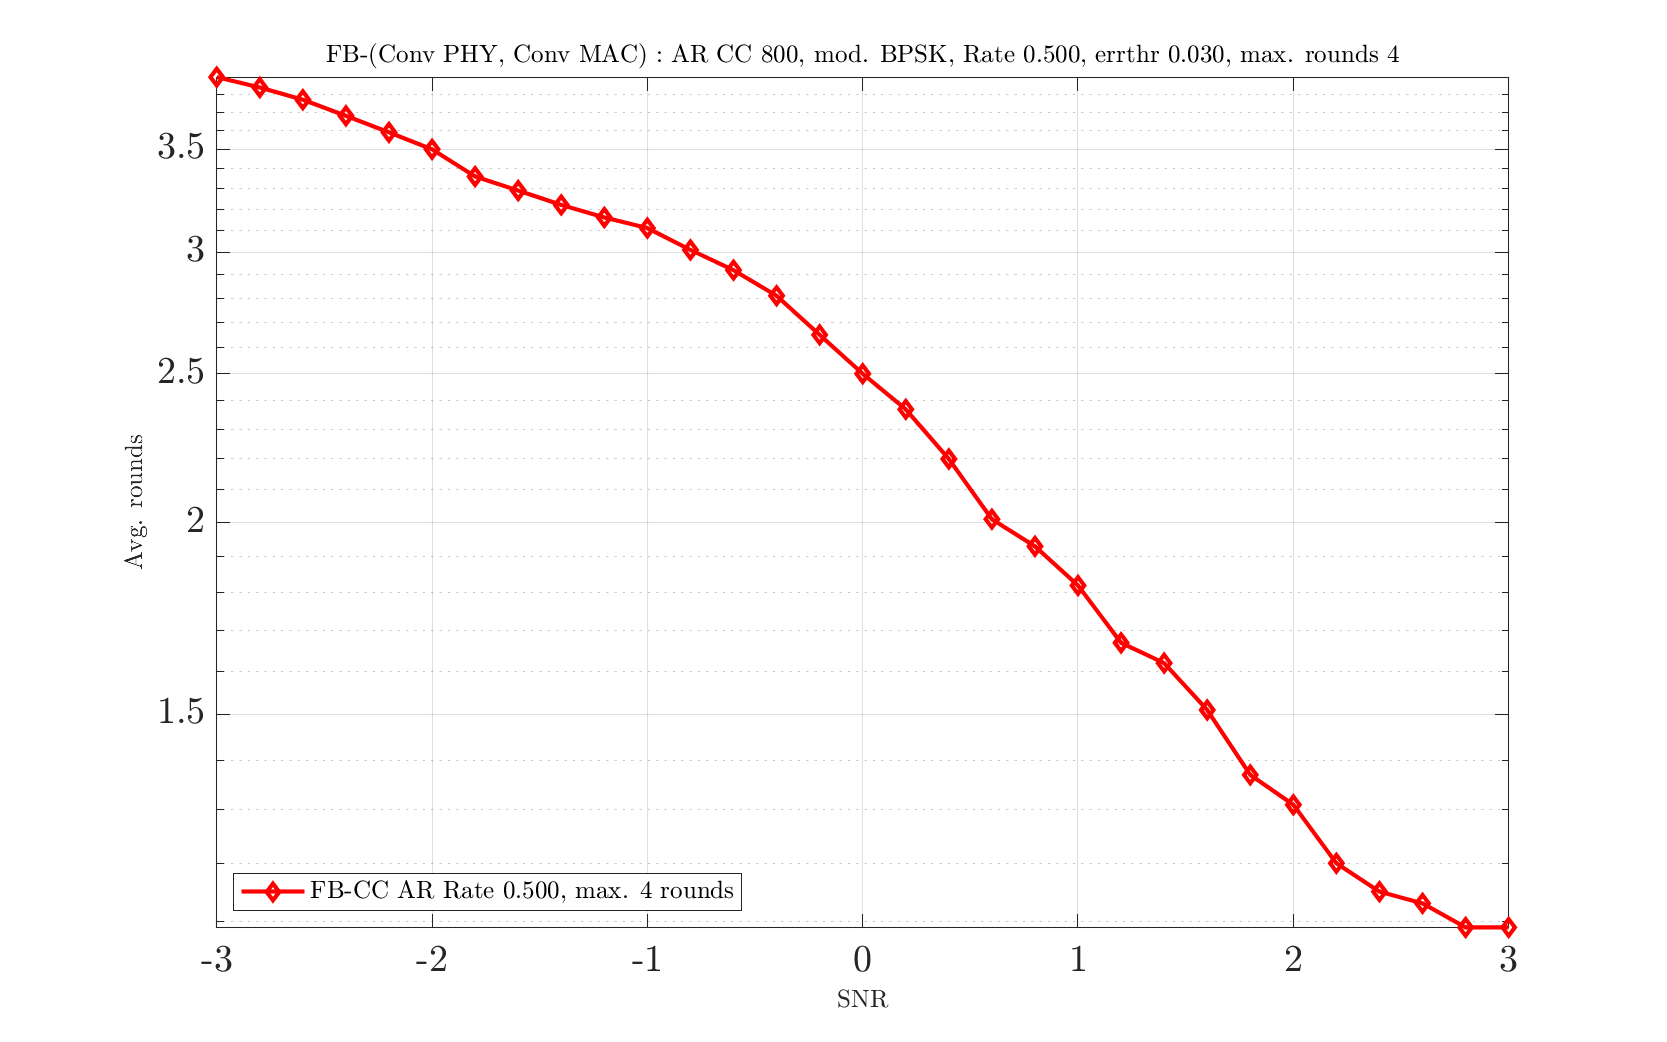 FB-(Conv PHY, Conv MAC) : AR CC 800, mod. BPSK, Rate 0.500, errthr 0.030, max. rounds 4
3.5
3
2.5
2
1.5
Avg. rounds
FB-CC AR Rate 0.500, max. 4 rounds
-3 -2 -1 0 1 2 3
SNR